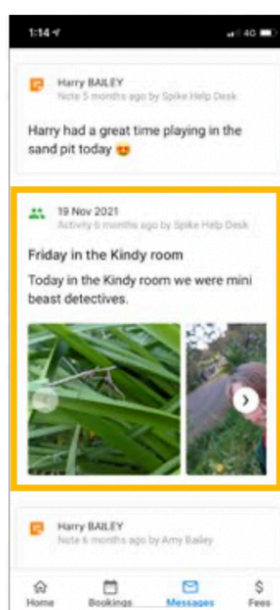 1:14
4G
Harry BAILEY
Note 5 months ago by Spike Help Desk
Harry had a great time playing in the
sand pit today 😍
19 Nov 2021
Activity 6 months ago by Spike Help Desk
Friday in the Kindy room
Today in the Kindy room we were mini
beast detectives.
Harry BAILEY
Note 6 months ago by Amy Bailey
Home Bookings Messages Fees